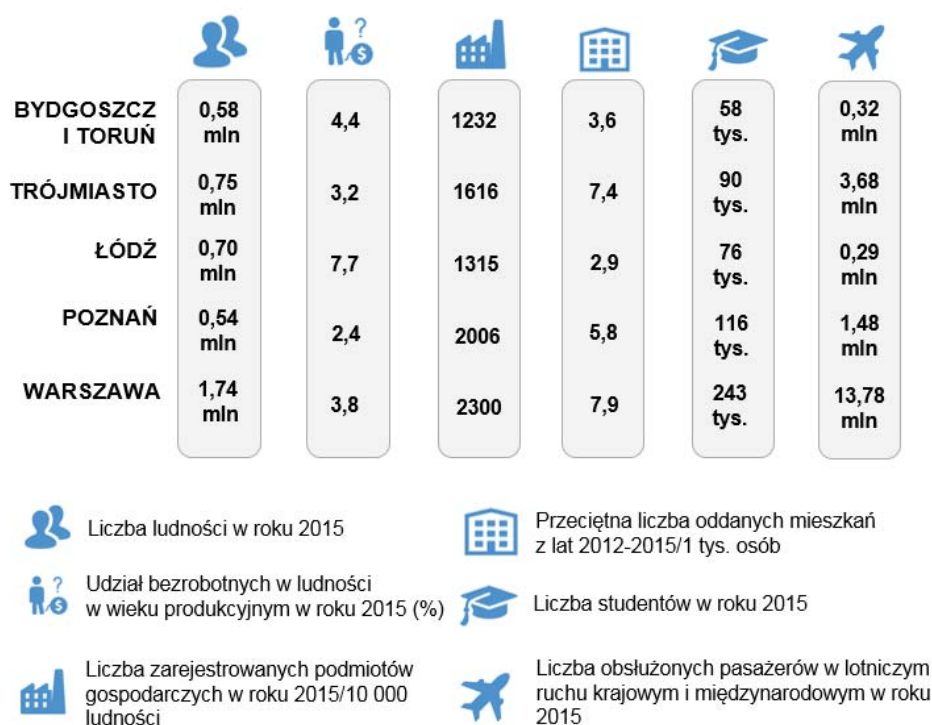 BYDGOSZCZ
I TORUŃ
0,58
mln
4,4
1232
3,6
58
tys.
0,32
mln
TRÓJMIASTO
0,75
mln
3,2
1616
7,4
90
tys.
3,68
mln
ŁÓDŹ
0,70
mln
7,7
1315
2,9
76
tys.
0,29
mln
POZNAŃ
0,54
mln
2,4
2006
5,8
116
tys.
1,48
mln
WARSZAWA
1,74
mln
3,8
2300
7,9
243
tys.
13,78
mln
Liczba ludności w roku 2015
Udział bezrobotnych w ludności
w wieku produkcyjnym w roku 2015 (%)
Liczba zarejestrowanych podmiotów
gospodarczych w roku 2015/10 000
ludności
Przeciętna liczba oddanych mieszkań
z lat 2012-2015/1 tys. osób
Liczba studentów w roku 2015
Liczba obsłużonych pasażerów w lotniczym
ruchu krajowym i międzynarodowym w roku
2015